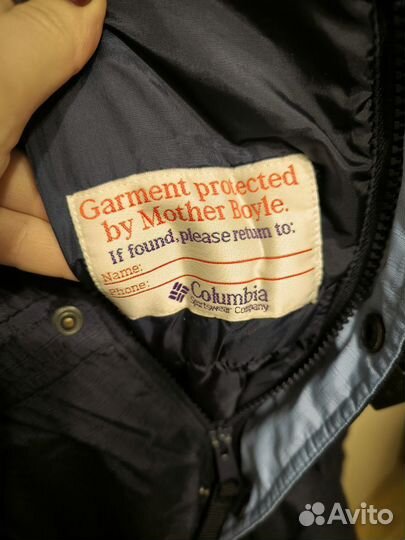 Garment protected
by Mother Boyle.
If found, please return to:
Name:
Phone:
Columbia
Sportswear Company
Avito